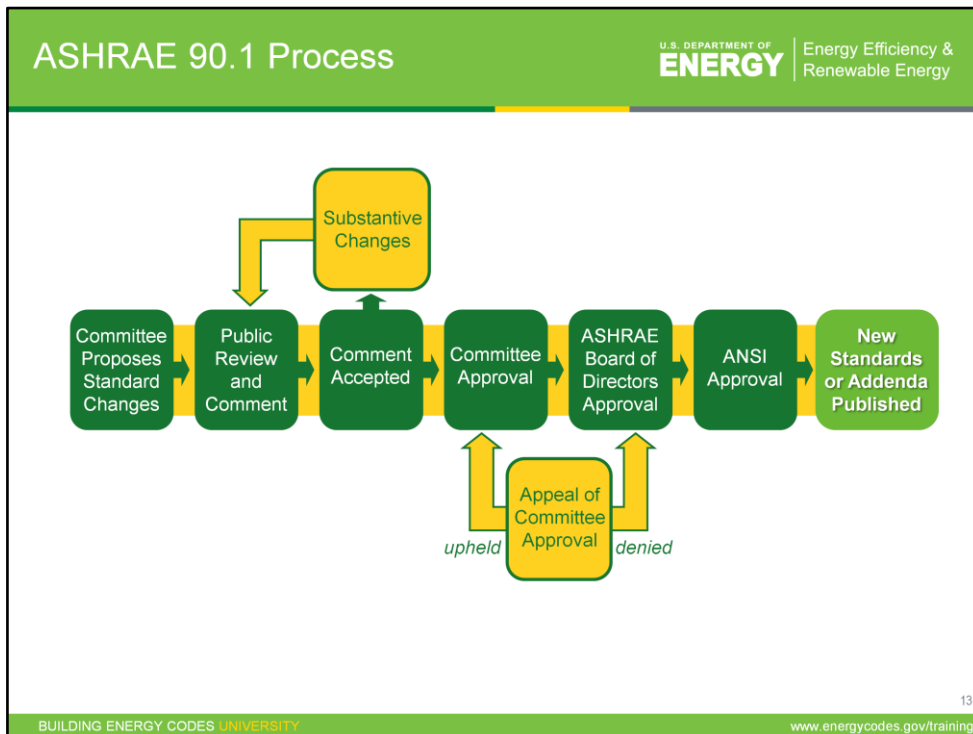 ASHRAE 90.1 Process
U.S. DEPARTMENT OF
ENERGY
Energy Efficiency &
Renewable Energy
Substantive
Changes
Committee
Proposes
Standard
Changes
Public
Review
and
Comment
Comment
Accepted
Committee
Approval
ASHRAE
Board of
Directors
Approval
ANSI
Approval
New
Standards
or Addenda
Published
Appeal of
Committee
Approval
upheld
denied
13
BUILDING ENERGY CODES UNIVERSITY
www.energycodes.gov/training